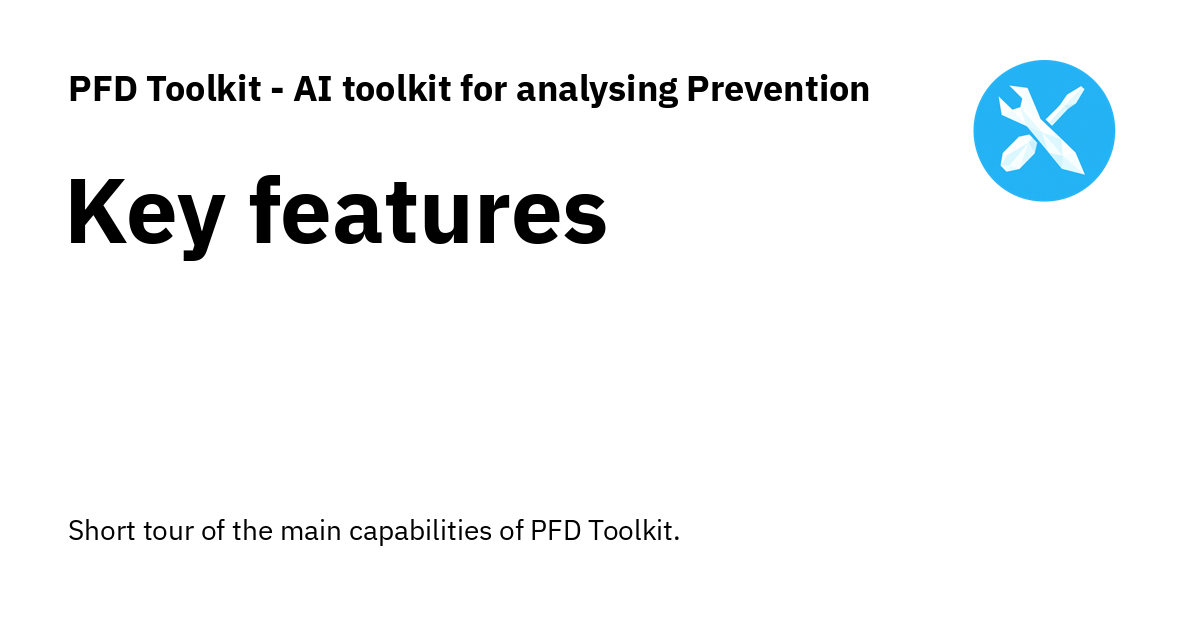 PFD Toolkit - AI toolkit for analysing Prevention
Key features
Short tour of the main capabilities of PFD Toolkit.